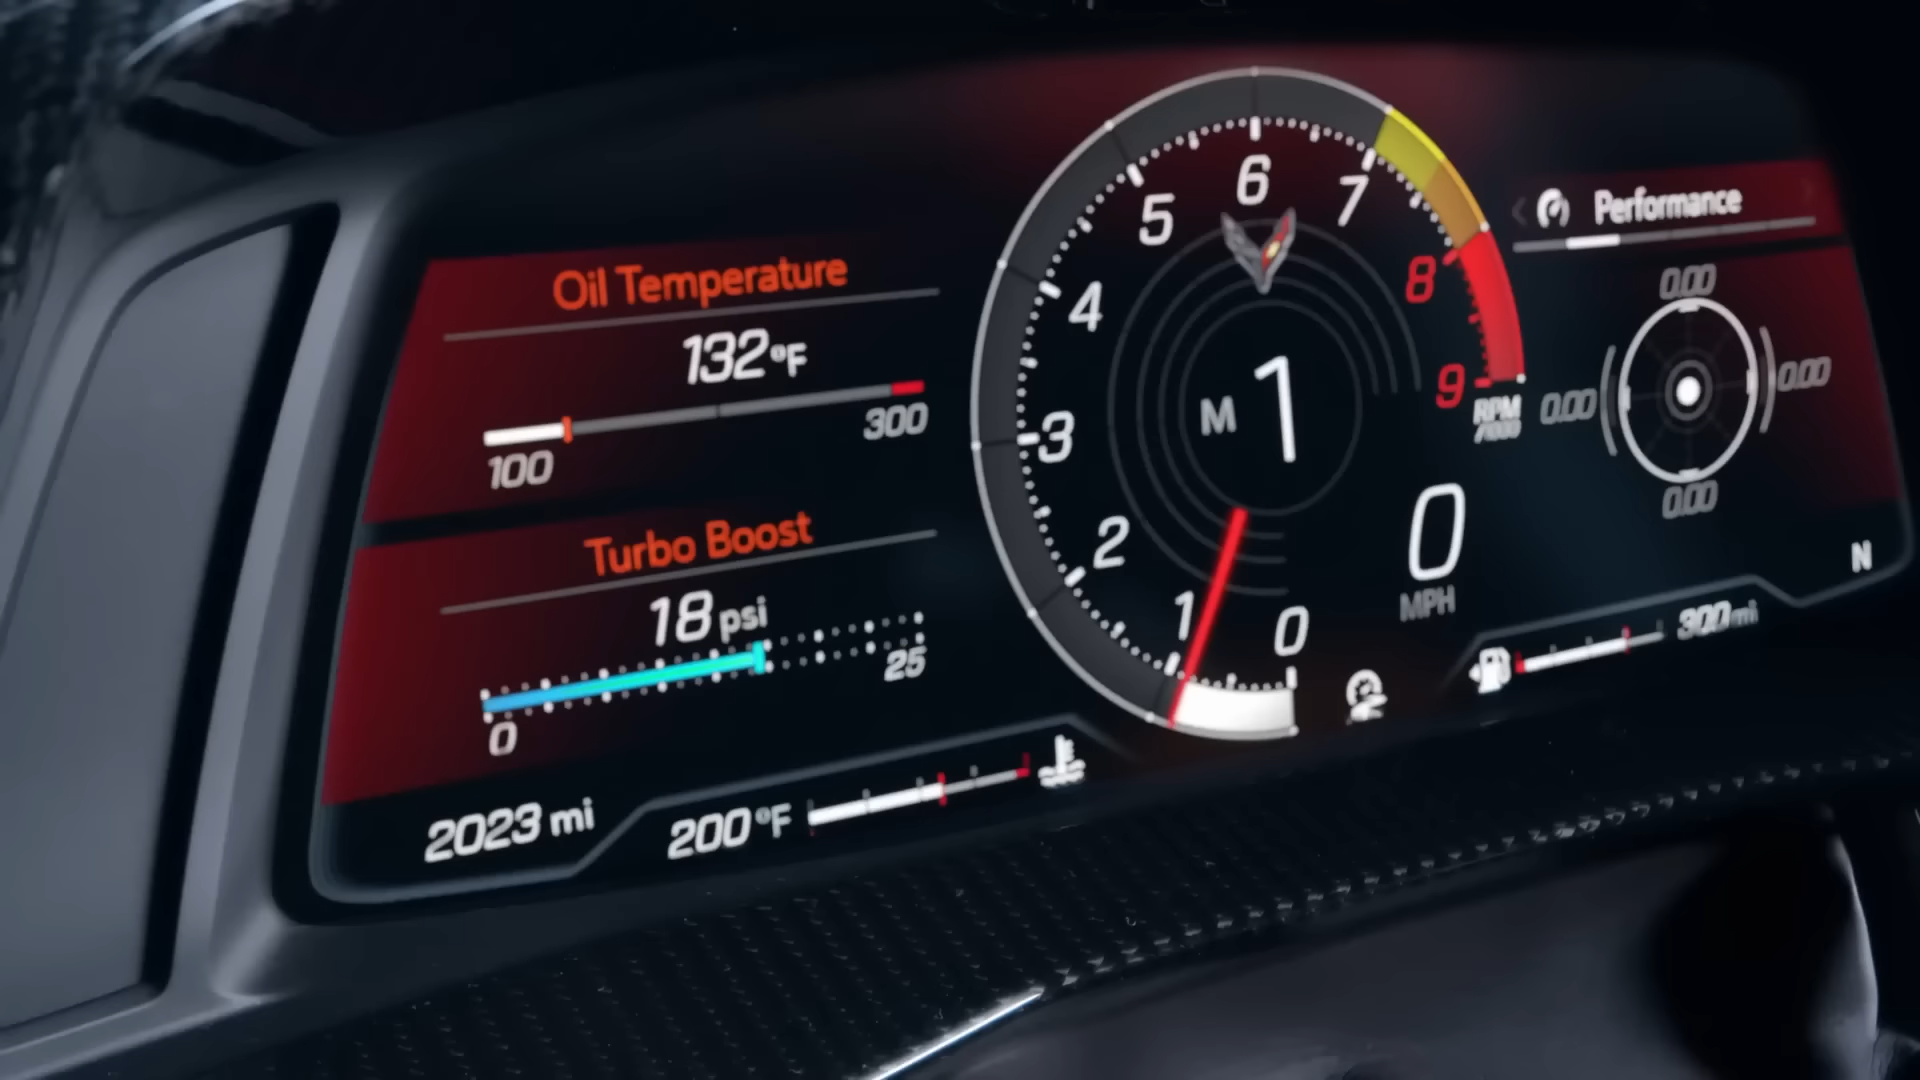 Oil Temperature
132°F
100
300
Turbo Boost
18 psi
0
25
2023 mi
200°F
0
1
2
3
4
5
6
7
8
9
RPM
/1000
M 1
0
MPH
Performance
0.00
0.00
0.00
0.00
N
300 mi